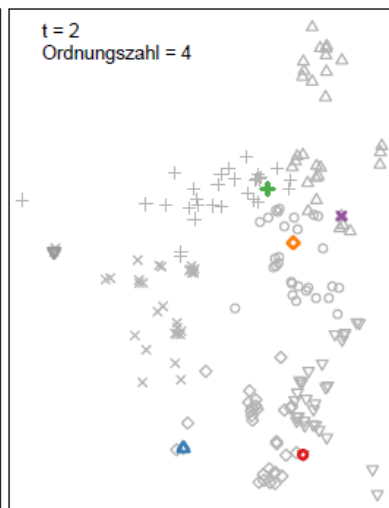 t = 2
Ordnungszahl = 4